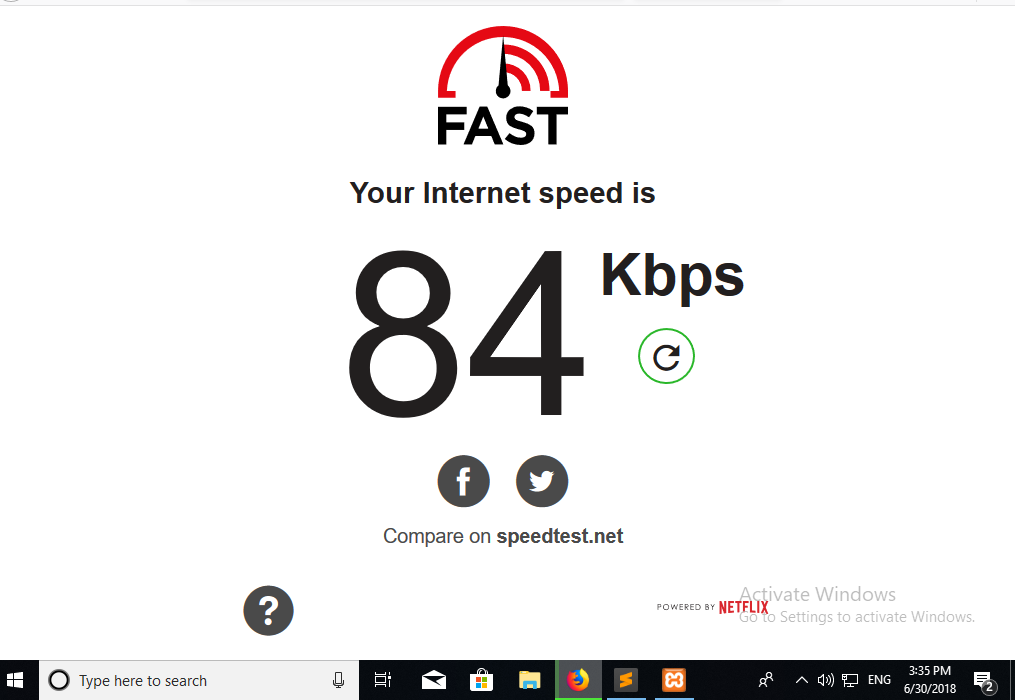 FAST
Your Internet speed is
84 Kbps
f
Compare on speedtest.net
?
Activate Windows
POWERED BY NETFLIX
Go to Settings to activate Windows.
Type here to search
ENG
3:35 PM
6/30/2018
2